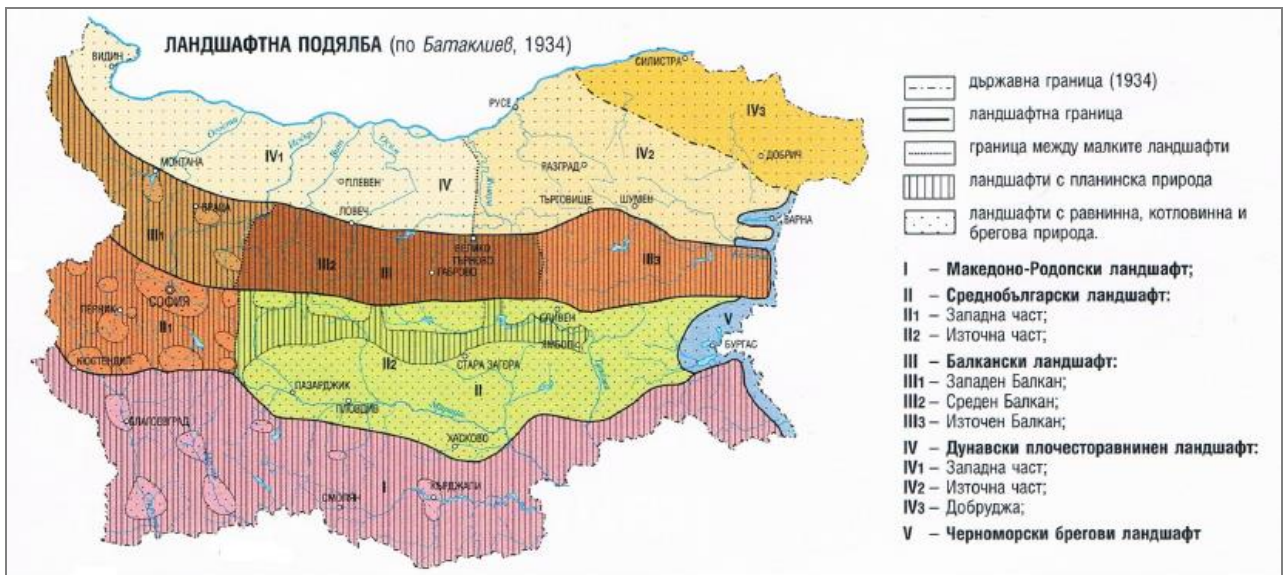 ЛАНДШАФТНА ПОДЯЛБА (по Батаклиев, 1934)
ВИДИН
СИЛИСТРА
РУСЕ
IV3
Огоста
Искър
Вит
Осъм
IV1
IV2
ДОБРИЧ
МОНТАНА
РАЗГРАД
ПЛЕВЕН
IV
Янтра
ВРАЦА
ЛОВЕЧ
ТЪРГОВИЩЕ
ШУМЕН
ВАРНА
III1
ВЕЛИКО
ТЪРНОВО
III2
III
ГАБРОВО
III3
СОФИЯ
ПЕРНИК
II1
СЛИВЕН
V
ЯМБОЛ
БУРГАС
КЮСТЕНДИЛ
II2
СТАРА ЗАГОРА
ПАЗАРДЖИК
II
ПЛОВДИВ
БЛАГОЕВГРАД
ХАСКОВО
I
КЪРДЖАЛИ
СМОЛЯН
държавна граница (1934)
ландшафтна граница
граница между малките ландшафти
ландшафти с планинска природа
ландшафти с равнинна, котловинна и
брегова природа.
I – Македоно-Родопски ландшафт;
II – Среднобългарски ландшафт:
II1 – Западна част;
II2 – Източна част;
III – Балкански ландшафт:
III1 – Западен Балкан;
III2 – Среден Балкан;
III3 – Източен Балкан;
IV – Дунавски плочесторавнинен ландшафт:
IV1 – Западна част;
IV2 – Източна част;
IV3 – Добруджа;
V – Черноморски брегови ландшафт